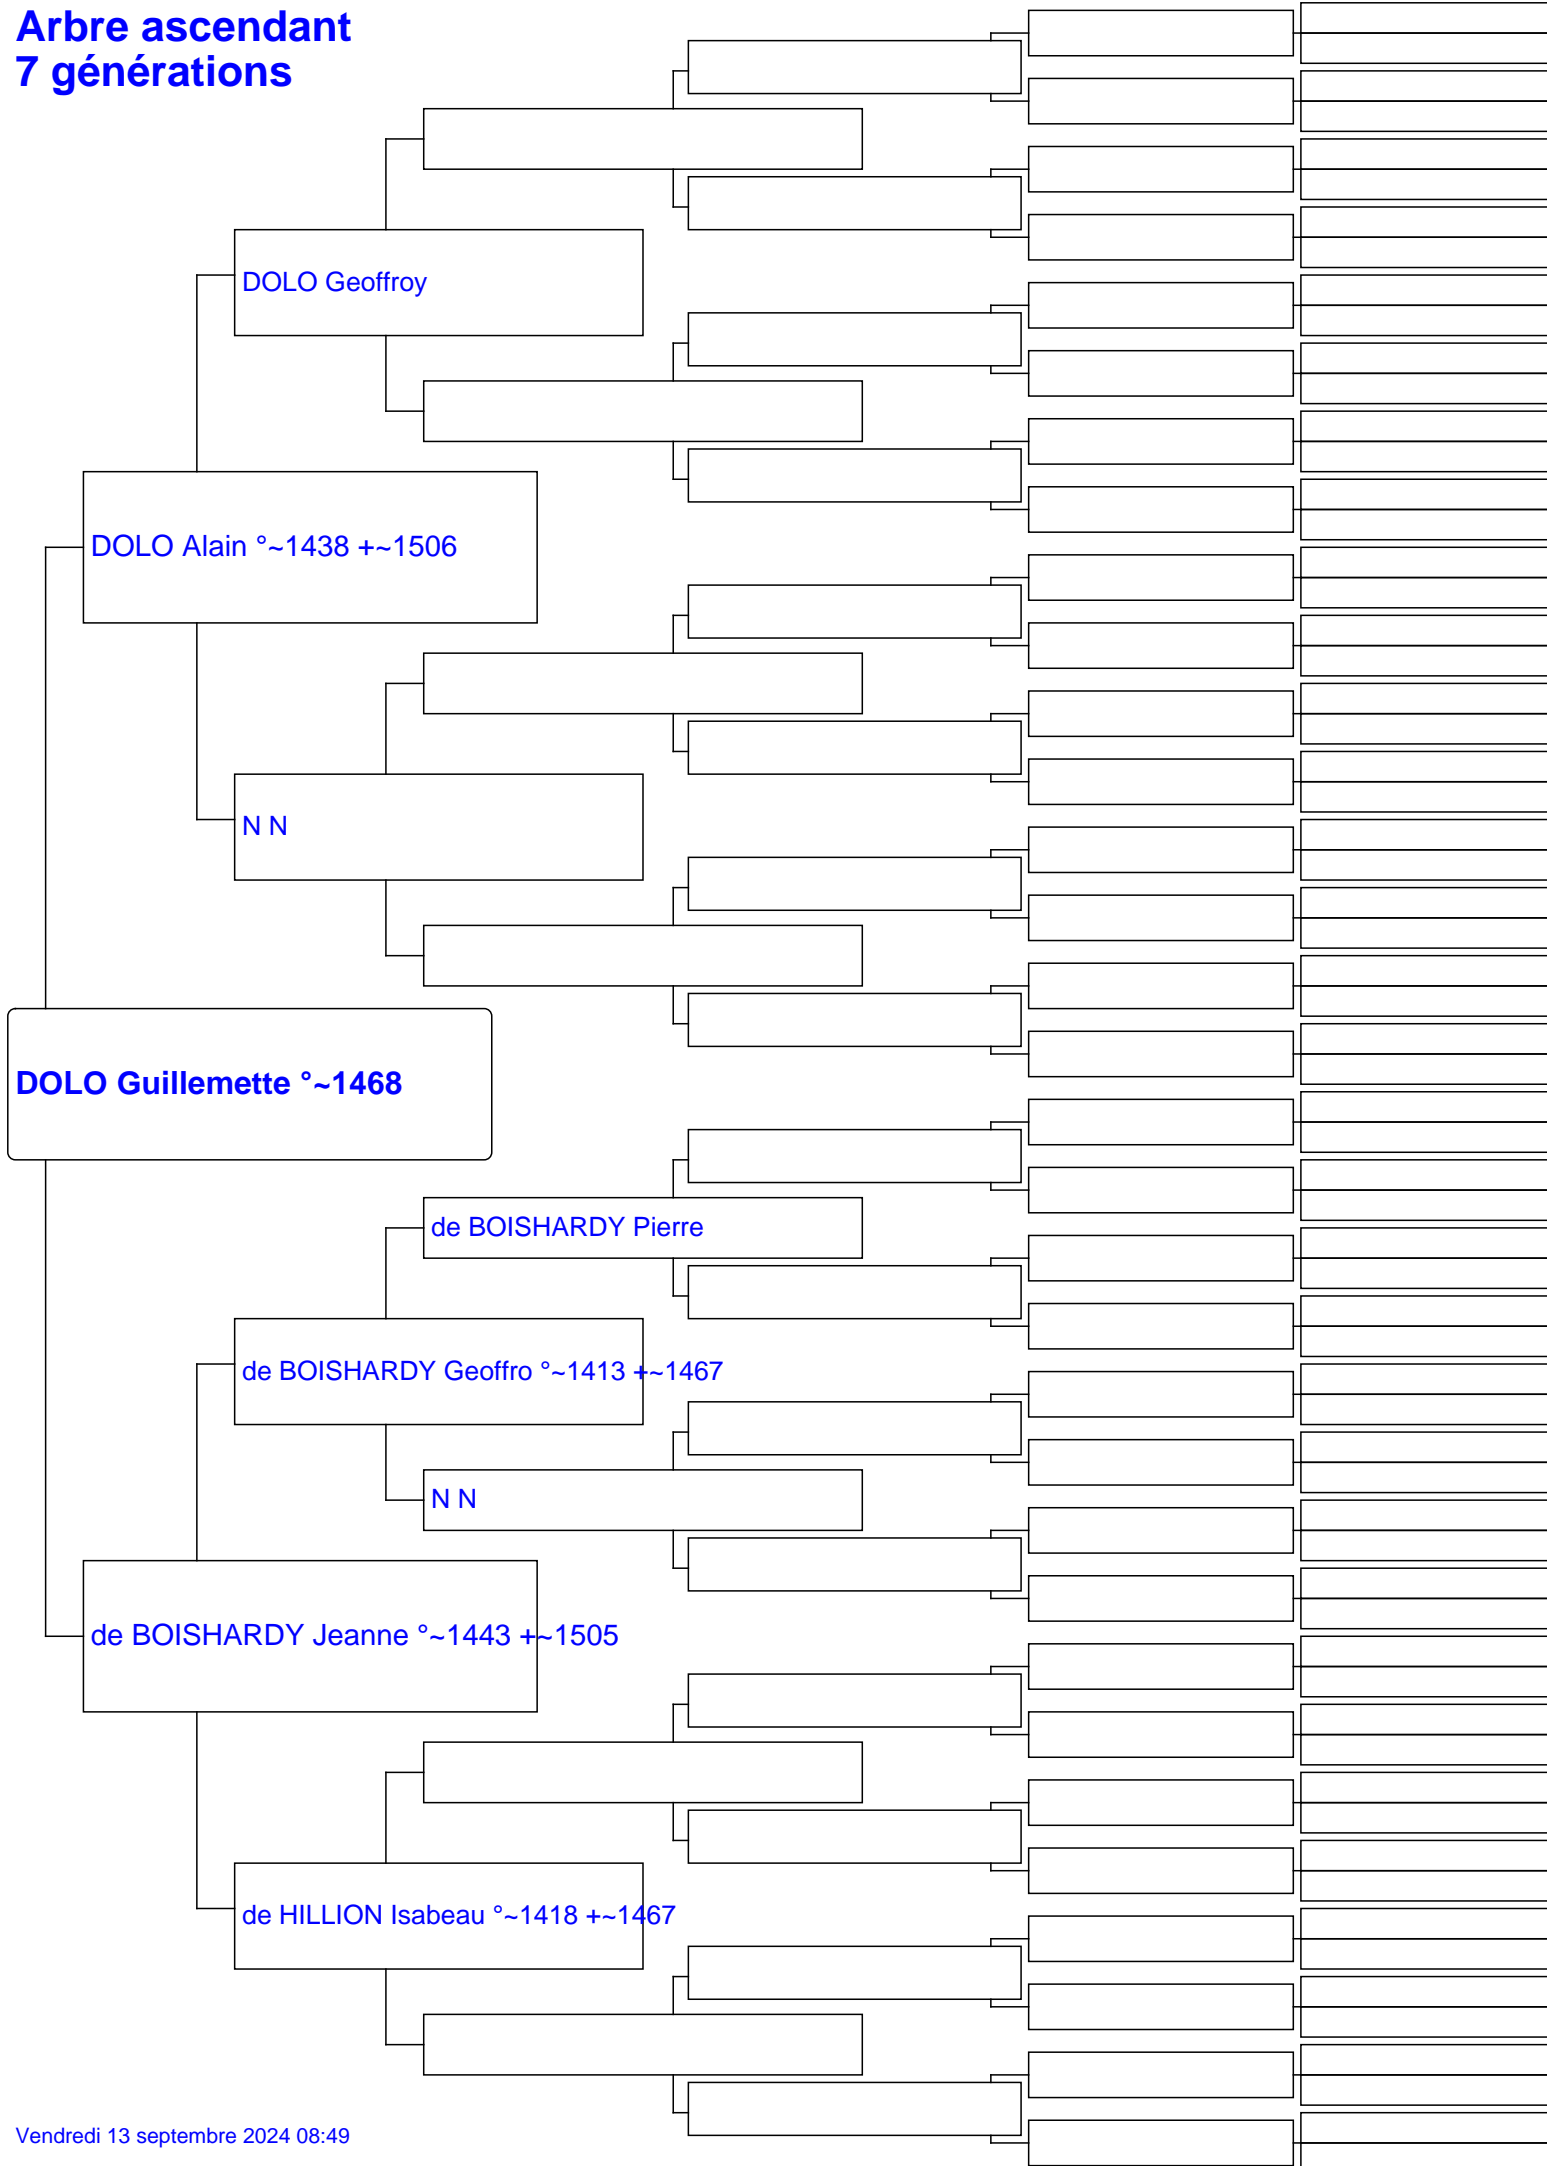 Arbre ascendant
7 générations
DOLO Geoffroy
DOLO Alain °~1438 +~1506
N N
DOLO Guillemette °~1468
de BOISHARDY Pierre
de BOISHARDY Geoffro °~1413 +~1467
N N
de BOISHARDY Jeanne °~1443 +~1505
de HILLION Isabeau °~1418 +~1467
Vendredi 13 septembre 2024 08:49